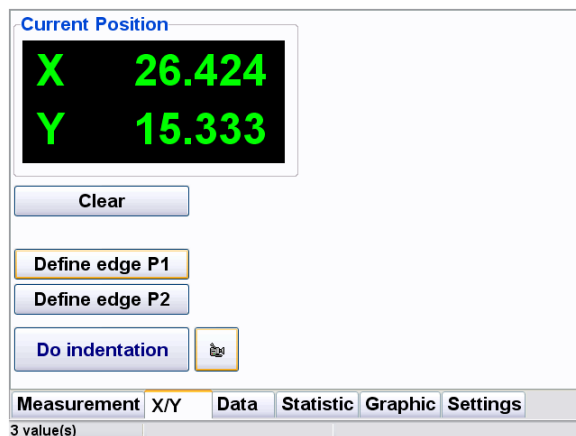 Current Position
X 26.424
Y 15.333
Clear
Define edge P1
Define edge P2
Do indentation
Measurement X/Y Data Statistic Graphic Settings
3 value(s)